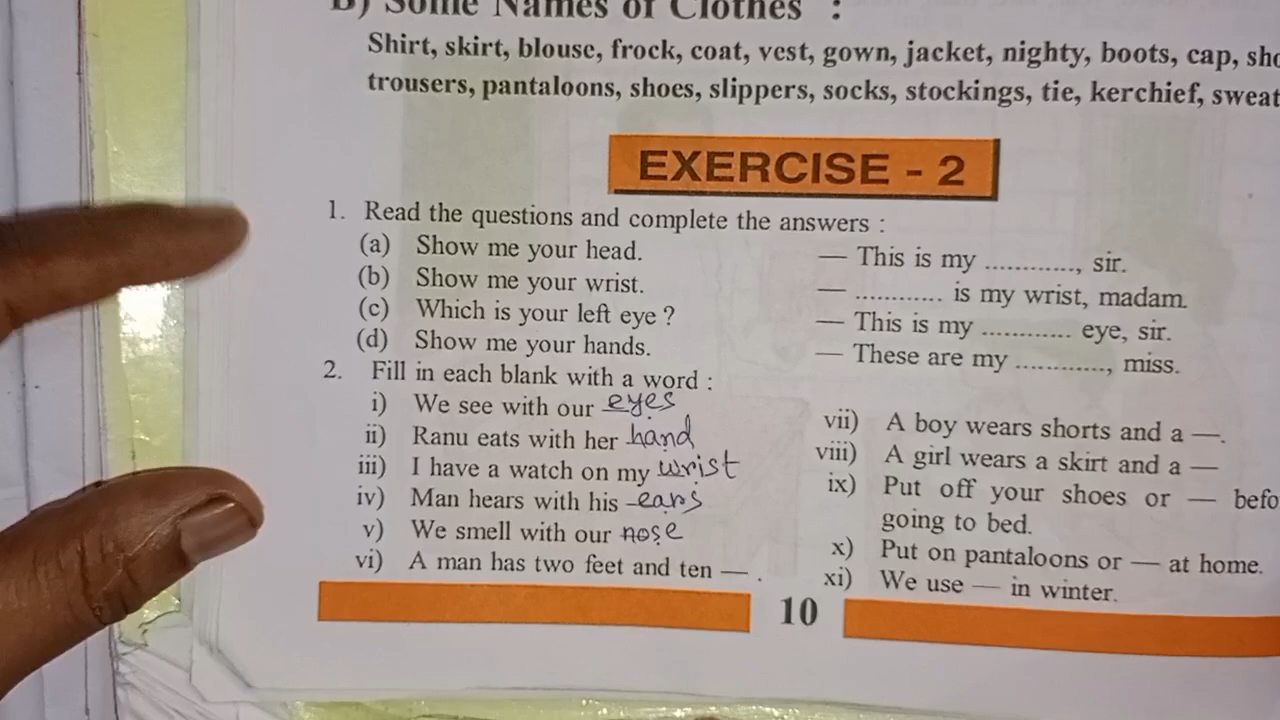 B) Some Names of Clothes :
Shirt, skirt, blouse, frock, coat, vest, gown, jacket, nighty, boots, cap,
trousers, pantaloons, shoes, slippers, socks, stockings, tie, kerchief,
EXERCISE - 2
1. Read the questions and complete the answers :
(a) Show me your head. — This is my ............, sir.
(b) Show me your wrist. — ............ is my wrist, madam.
(c) Which is your left eye ? — This is my ............ eye, sir.
(d) Show me your hands. — These are my ............, miss.
2. Fill in each blank with a word :
i) We see with our eyes
ii) Ranu eats with her hand
iii) I have a watch on my wrist
iv) Man hears with his ears
v) We smell with our nose
vi) A man has two feet and ten — .
vii) A boy wears shorts and a —.
viii) A girl wears a skirt and a —
ix) Put off your shoes or —
going to bed.
x) Put on pantaloons or — at home.
xi) We use — in winter.
10